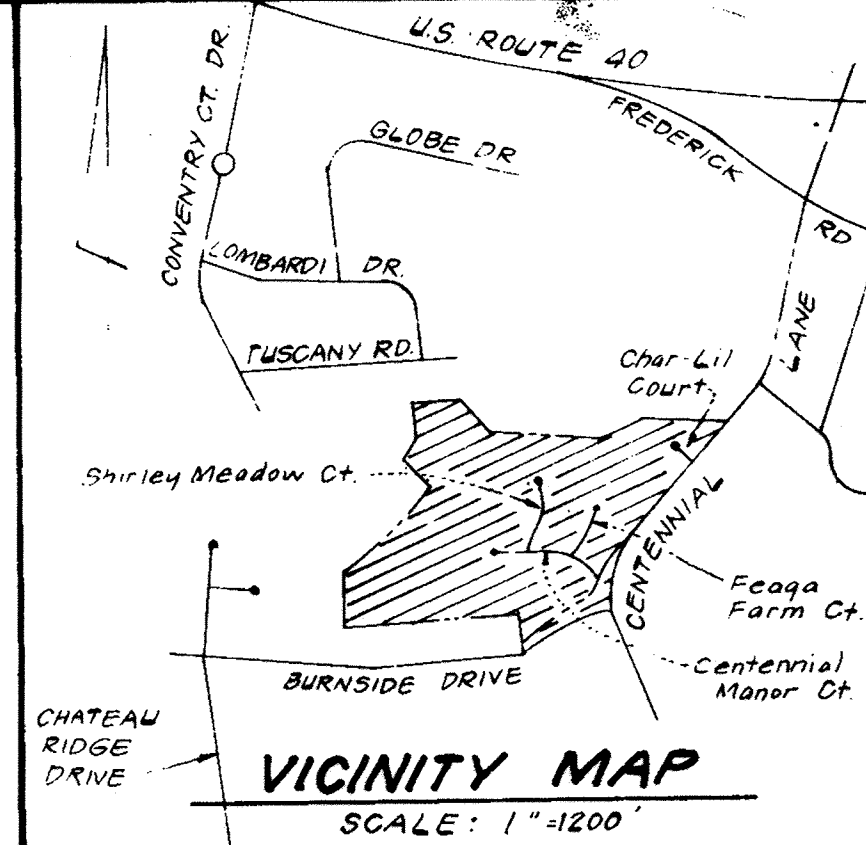 U.S. ROUTE 40
CONVENTRY CT. DR.
FREDERICK
RD
GLOBE DR
LOMBARDI DR.
TUSCANY RD.
LANE
Char-Lil
Court
Shirley Meadow Ct.
CENTENNIAL
Feaga
Farm Ct.
Centennial
Manor Ct.
BURNSIDE DRIVE
CHATEAU
RIDGE
DRIVE
VICINITY MAP
SCALE: 1"=1200'